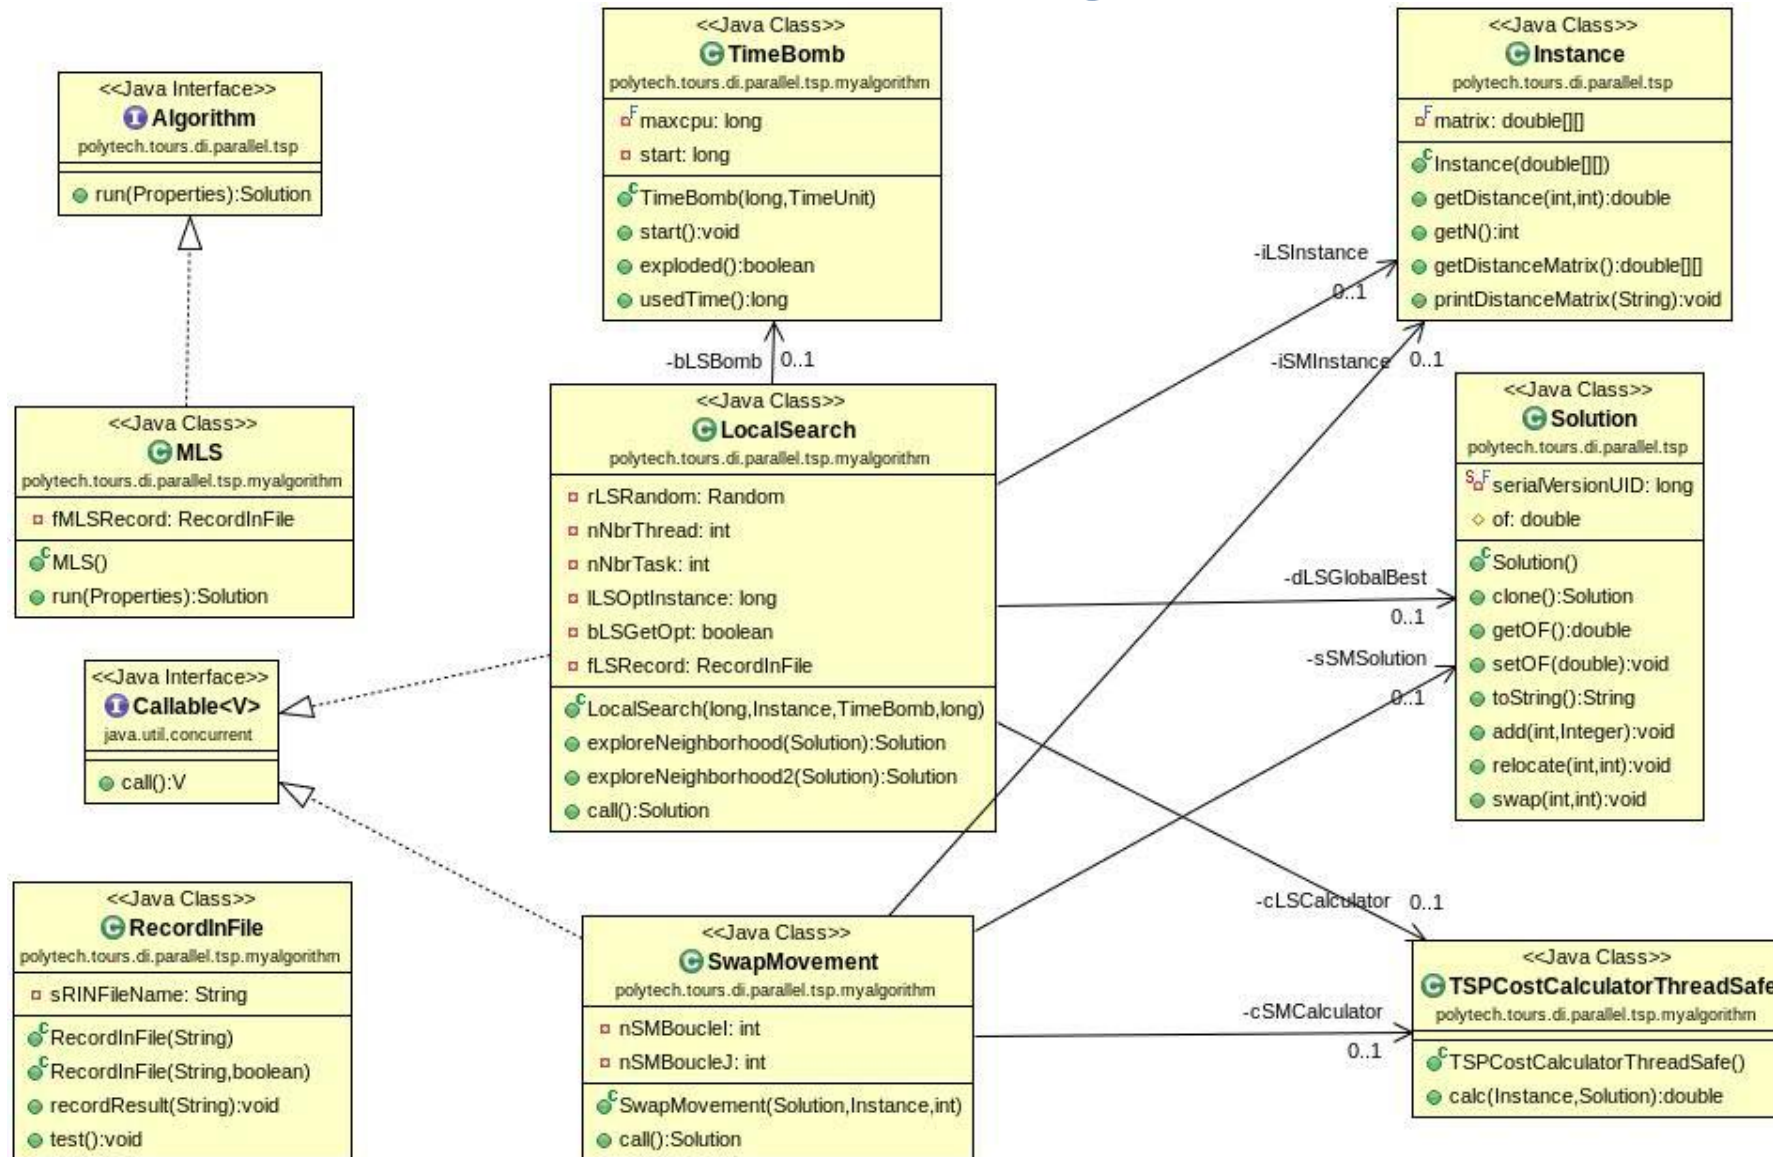 <<Java Interface>>
Algorithm
polytech.tours.di.parallel.tsp
run(Properties):Solution
<<Java Class>>
TimeBomb
polytech.tours.di.parallel.tsp.myalgorithm
maxcpu: long
start: long
TimeBomb(long,TimeUnit)
start():void
exploded():boolean
usedTime():long
<<Java Class>>
Instance
polytech.tours.di.parallel.tsp
matrix: double[][]
Instance(double[][])
getDistance(int,int):double
getN():int
getDistanceMatrix():double[][]
printDistanceMatrix(String):void
-iLSInstance
0..1
-bLSBomb
0..1
-iSMInstance
0..1
<<Java Class>>
MLS
polytech.tours.di.parallel.tsp.myalgorithm
fMLSRecord: RecordInFile
MLS()
run(Properties):Solution
<<Java Class>>
LocalSearch
polytech.tours.di.parallel.tsp.myalgorithm
rLSRandom: Random
nNbrThread: int
nNbrTask: int
lLSOptInstance: long
bLSGetOpt: boolean
fLSRecord: RecordInFile
LocalSearch(long,Instance,TimeBomb,long)
exploreNeighborhood(Solution):Solution
exploreNeighborhood2(Solution):Solution
call():Solution
<<Java Class>>
Solution
polytech.tours.di.parallel.tsp
serialVersionUID: long
of: double
Solution()
clone():Solution
getOF():double
setOF(double):void
toString():String
add(int,Integer):void
relocate(int,int):void
swap(int,int):void
-dLSGlobalBest
0..1
-sSMSolution
0..1
<<Java Interface>>
Callable<V>
java.util.concurrent
call():V
<<Java Class>>
RecordInFile
polytech.tours.di.parallel.tsp.myalgorithm
sRINFileName: String
RecordInFile(String)
RecordInFile(String,boolean)
recordResult(String):void
test():void
<<Java Class>>
SwapMovement
polytech.tours.di.parallel.tsp.myalgorithm
nSMBoucleI: int
nSMBoucleJ: int
SwapMovement(Solution,Instance,int)
call():Solution
-cLSCalculator
0..1
-cSMCalculator
0..1
<<Java Class>>
TSPCostCalculatorThreadSafe
polytech.tours.di.parallel.tsp.myalgorithm
TSPCostCalculatorThreadSafe()
calc(Instance,Solution):double